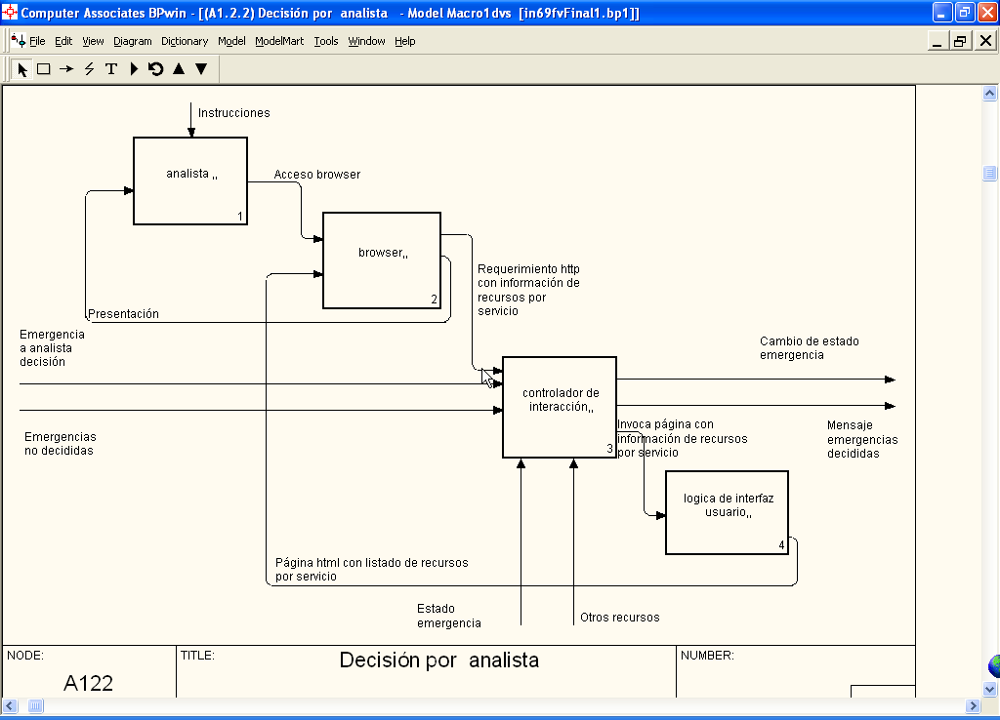 Computer Associates BPwin - [(A1.2.2) Decisión por  analista   - Model Macro1dvs  [in69fvFinal1.bp1]]
File Edit View Diagram Dictionary Model ModelMart Tools Window Help
T
Instrucciones
analista ,,
1
Acceso browser
browser,,
2
Requerimiento http
con información de
recursos por
servicio
Presentación
Emergencia
a analista
decisión
Cambio de estado
emergencia
controlador de
interacción,,
3
Emergencias
no decididas
Invoca página con
información de recursos
por servicio
Mensaje
emergencias
decididas
logica de interfaz
usuario,,
4
Página html con listado de recursos
por servicio
Estado
emergencia
Otros recursos
NODE:
A122
TITLE:
Decisión por  analista
NUMBER: